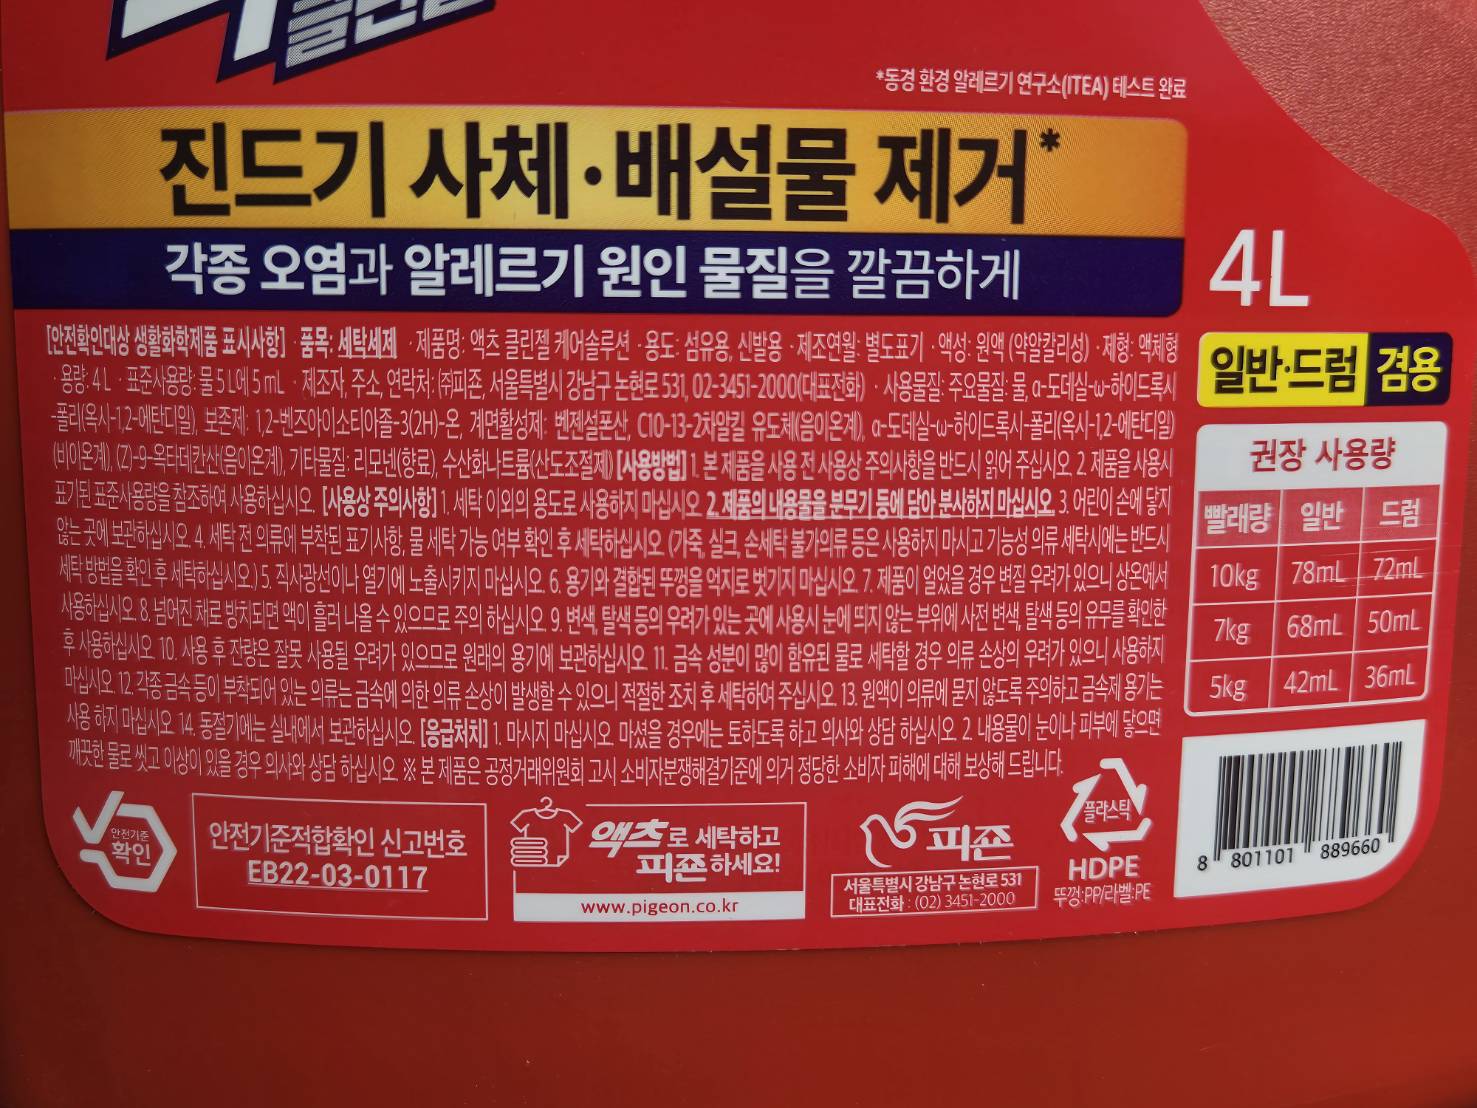 *동경 환경 알레르기 연구소(ITEA) 테스트 완료
진드기 사체·배설물 제거*
각종 오염과 알레르기 원인 물질을 깔끔하게
4L
일반·드럼 겸용
[안전확인대상 생활화학제품 표시사항] ·품목: 세탁세제 ·제품명: 액츠 클린젤 케어솔루션 ·용도: 섬유용, 신발용 ·제조연월: 별도표기 ·액성: 원액 (약알칼리성) ·제형: 액체형
·용량: 4L ·표준사용량: 물 5L에 5mL ·제조자, 주소, 연락처: ㈜피죤, 서울특별시 강남구 논현로 531, 02-3451-2000(대표전화) ·사용물질: 주요물질: 물, α-도데실-ω-하이드록시
-폴리(옥시-1,2-에탄디일), 보존제: 1,2-벤즈아이소티아졸-3(2H)-온, 계면활성제: 벤젠설폰산, C10-13-2차알킬 유도체(음이온계), α-도데실-ω-하이드록시-폴리(옥시-1,2-에탄디일)
(비이온계), (Z)-9-옥타데칸산(음이온계), 기타물질: 리모넨(향료), 수산화나트륨(산도조절제) [사용방법] 1. 본 제품을 사용 전 사용상 주의사항을 반드시 읽어 주십시오. 2. 제품을 사용시
표기된 표준사용량을 참조하여 사용하십시오. [사용상 주의사항] 1. 세탁 이외의 용도로 사용하지 마십시오. 2. 제품의 내용물을 분무기 등에 담아 분사하지 마십시오. 3. 어린이 손에 닿지
않는 곳에 보관하십시오. 4. 세탁 전 의류에 부착된 표기사항, 물 세탁 가능 여부 확인 후 세탁하십시오. (가죽, 실크, 손세탁 불가의류 등은 사용하지 마시고 기능성 의류 세탁시에는 반드시
세탁 방법을 확인 후 세탁하십시오.) 5. 직사광선이나 열기에 노출시키지 마십시오. 6. 용기와 결합된 뚜껑을 억지로 벗기지 마십시오. 7. 제품이 얼었을 경우 변질 우려가 있으니 상온에서
사용하십시오. 8. 넘어진 채로 방치되면 액이 흘러 나올 수 있으므로 주의 하십시오. 9. 변색, 탈색 등의 우려가 있는 곳에 사용시 눈에 띄지 않는 부위에 사전 변색, 탈색 등의 유무를 확인한
후 사용하십시오. 10. 사용 후 잔량은 잘못 사용될 우려가 있으므로 원래의 용기에 보관하십시오. 11. 금속 성분이 많이 함유된 물로 세탁할 경우 의류 손상의 우려가 있으니 사용하지
마십시오. 12. 각종 금속 등이 부착되어 있는 의류는 금속에 의한 의류 손상이 발생할 수 있으니 적절한 조치 후 세탁하여 주십시오. 13. 원액이 의류에 묻지 않도록 주의하고 금속제 용기는
사용 하지 마십시오. 14. 동절기에는 실내에서 보관하십시오. [응급처치] 1. 마시지 마십시오. 마셨을 경우에는 토하도록 하고 의사와 상담 하십시오. 2. 내용물이 눈이나 피부에 닿으면
깨끗한 물로 씻고 이상이 있을 경우 의사와 상담 하십시오. ※ 본 제품은 공정거래위원회 고시 소비자분쟁해결기준에 의거 정당한 소비자 피해에 대해 보상해 드립니다.
권장 사용량
빨래량 일반 드럼
10kg 78mL 72mL
7kg 68mL 50mL
5kg 42mL 36mL
안전기준
확인
안전기준적합확인 신고번호
EB22-03-0117
액츠로 세탁하고
피죤하세요!
www.pigeon.co.kr
피죤
서울특별시 강남구 논현로 531
대표전화 : (02) 3451-2000
플라스틱
HDPE
뚜껑:PP/라벨:PE
8 801101 889660